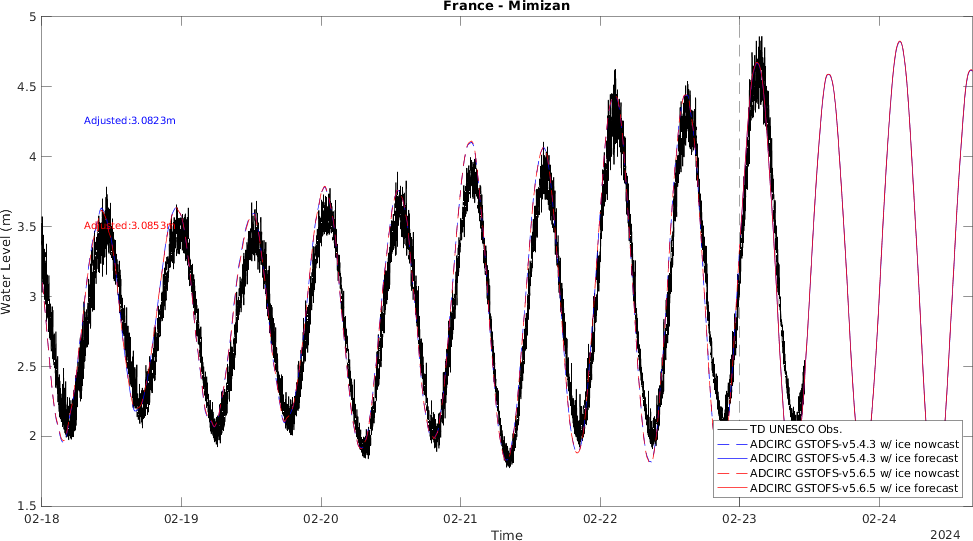 France - Mimizan
5
4.5
4
3.5
3
2.5
2
1.5
Water Level (m)
Adjusted:3.0823m
Adjusted:3.0853m
TD UNESCO Obs.
ADCIRC GSTOFS-v5.4.3 w/ ice nowcast
ADCIRC GSTOFS-v5.4.3 w/ ice forecast
ADCIRC GSTOFS-v5.6.5 w/ ice nowcast
ADCIRC GSTOFS-v5.6.5 w/ ice forecast
02-18 02-19 02-20 02-21 02-22 02-23 02-24
Time
2024